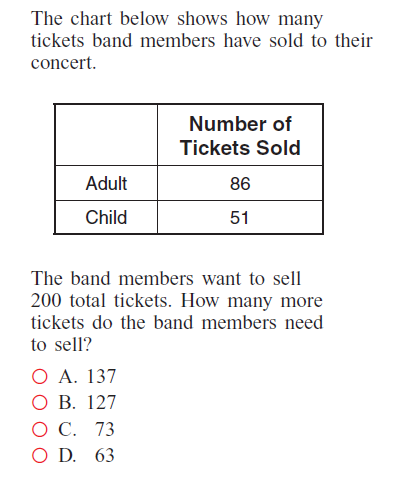 The chart below shows how many
tickets band members have sold to their
concert.
Number of
Tickets Sold
Adult 86
Child 51
The band members want to sell
200 total tickets. How many more
tickets do the band members need
to sell?
A. 137
B. 127
C. 73
D. 63